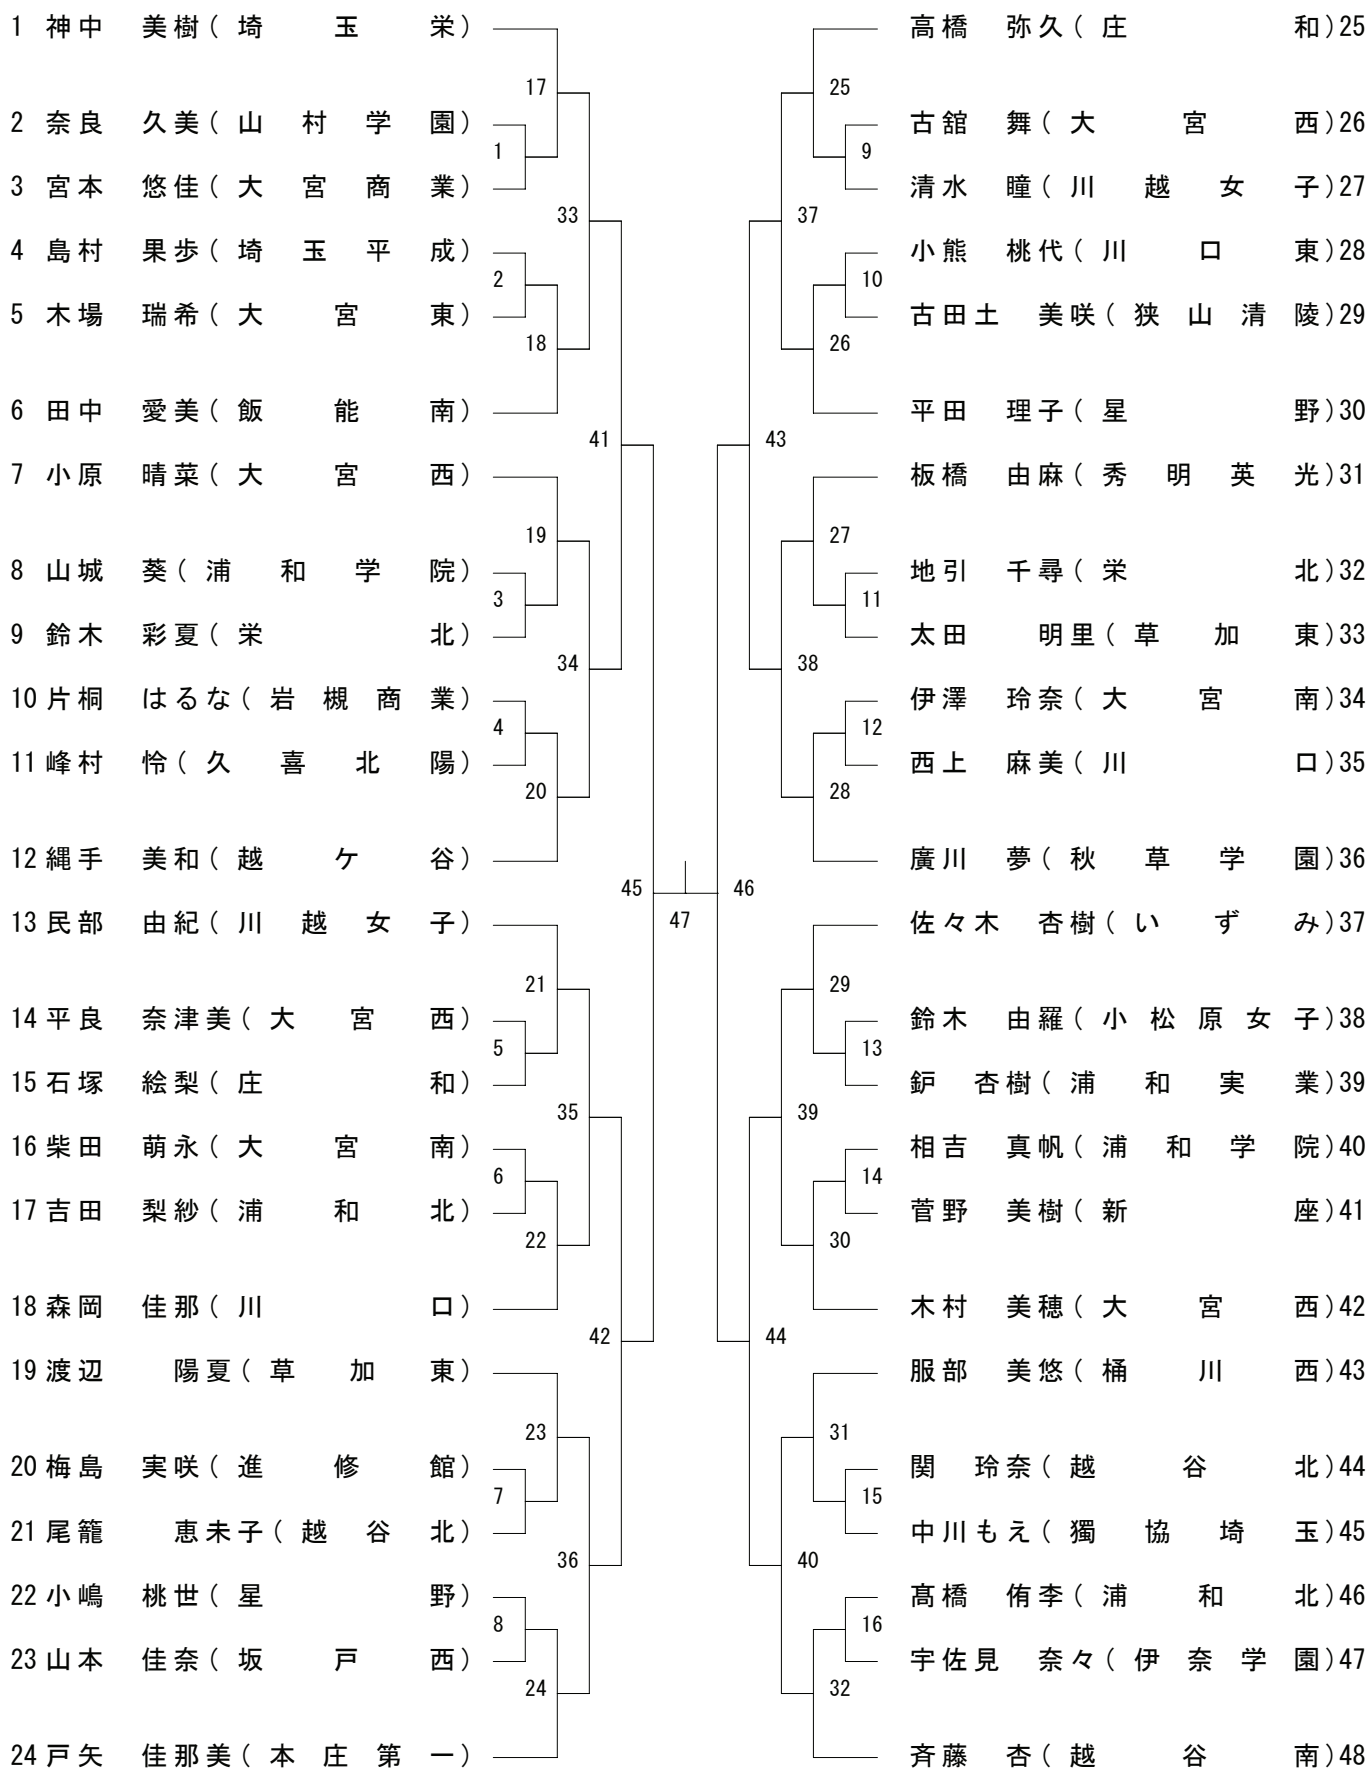 1 神中 美樹(埼玉栄)
17
2 奈良 久美(山村学園)
1
3 宮本 悠佳(大宮商業)
33
4 島村 果歩(埼玉平成)
2
5 木場 瑞希(大宮東)
18
6 田中 愛美(飯能南)
41
7 小原 晴菜(大宮西)
19
8 山城 葵(浦和学院)
3
9 鈴木 彩夏(栄北)
34
10 片桐 はるな(岩槻商業)
4
11 峰村 怜(久喜北陽)
20
12 縄手 美和(越ケ谷)
45
47
13 民部 由紀(川越女子)
21
14 平良 奈津美(大宮西)
5
15 石塚 絵梨(庄和)
35
16 柴田 萌永(大宮南)
6
17 吉田 梨紗(浦和北)
22
18 森岡 佳那(川口)
42
19 渡辺 陽夏(草加東)
23
20 梅島 実咲(進修館)
7
21 尾籠 恵未子(越谷北)
36
22 小嶋 桃世(星野)
8
23 山本 佳奈(坂戸西)
24
24 戸矢 佳那美(本庄第一)
高橋 弥久(庄和)25
25
古舘 舞(大宮西)26
9
清水 瞳(川越女子)27
37
小熊 桃代(川口東)28
10
古田土 美咲(狭山清陵)29
26
平田 理子(星野)30
43
板橋 由麻(秀明英光)31
27
地引 千尋(栄北)32
11
太田 明里(草加東)33
38
伊澤 玲奈(大宮南)34
12
西上 麻美(川口)35
28
廣川 夢(秋草学園)36
46
佐々木 杏樹(いずみ)37
29
鈴木 由羅(小松原女子)38
13
鈩 杏樹(浦和実業)39
39
相吉 真帆(浦和学院)40
14
菅野 美樹(新座)41
30
木村 美穂(大宮西)42
44
服部 美悠(桶川西)43
31
関 玲奈(越谷北)44
15
中川もえ(獨協埼玉)45
40
髙橋 侑李(浦和北)46
16
宇佐見 奈々(伊奈学園)47
32
斉藤 杏(越谷南)48